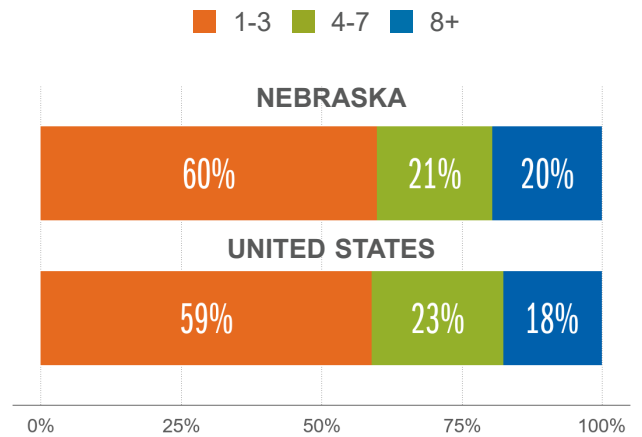 1-3 4-7 8+
NEBRASKA
60% 21% 20%
UNITED STATES
59% 23% 18%
0% 25% 50% 75% 100%